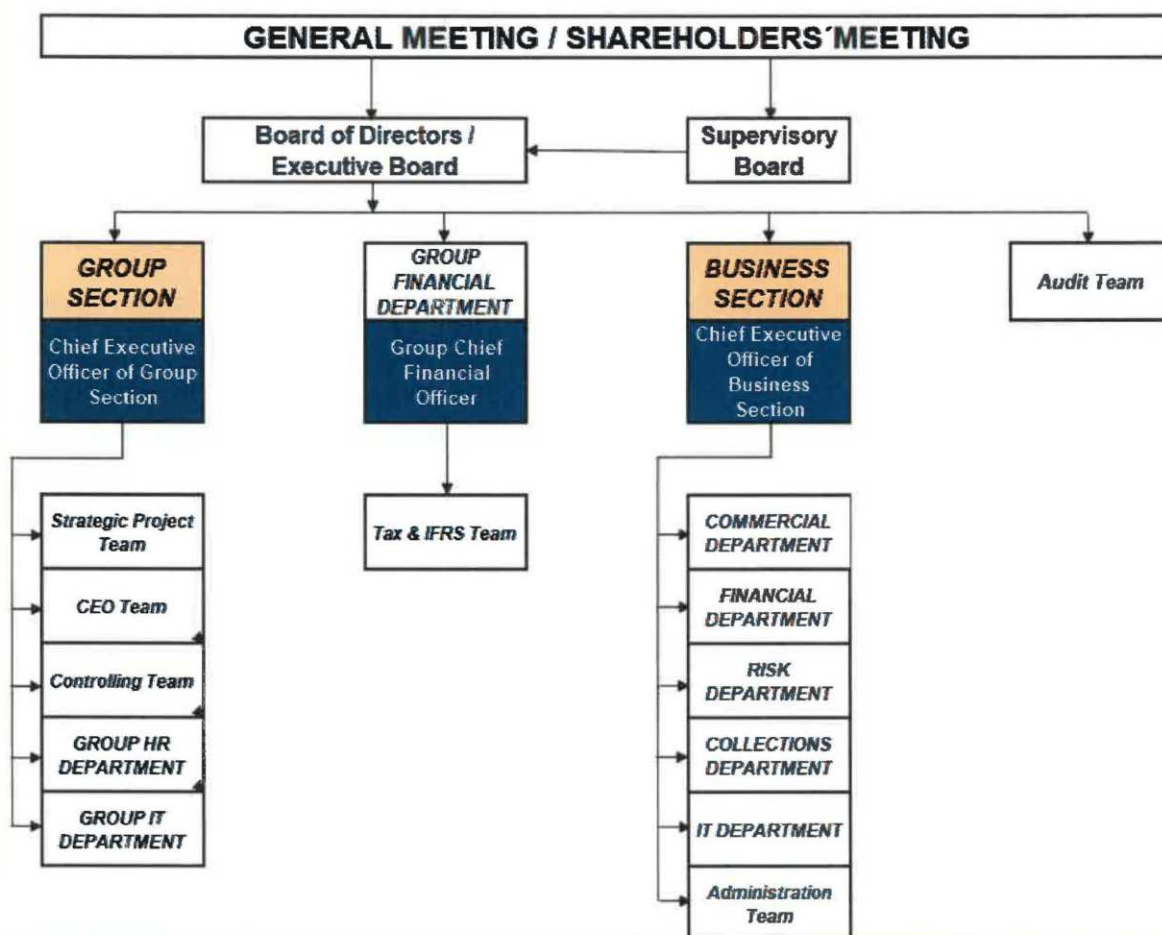 GENERAL MEETING / SHAREHOLDERS´MEETING
Board of Directors /
Executive Board
Supervisory
Board
GROUP
SECTION
Chief Executive
Officer of Group
Section
GROUP
FINANCIAL
DEPARTMENT
Group Chief
Financial
Officer
BUSINESS
SECTION
Chief Executive
Officer of
Business
Section
Audit Team
Strategic Project
Team
CEO Team
Controlling Team
GROUP HR
DEPARTMENT
GROUP IT
DEPARTMENT
Tax & IFRS Team
COMMERCIAL
DEPARTMENT
FINANCIAL
DEPARTMENT
RISK
DEPARTMENT
COLLECTIONS
DEPARTMENT
IT DEPARTMENT
Administration
Team